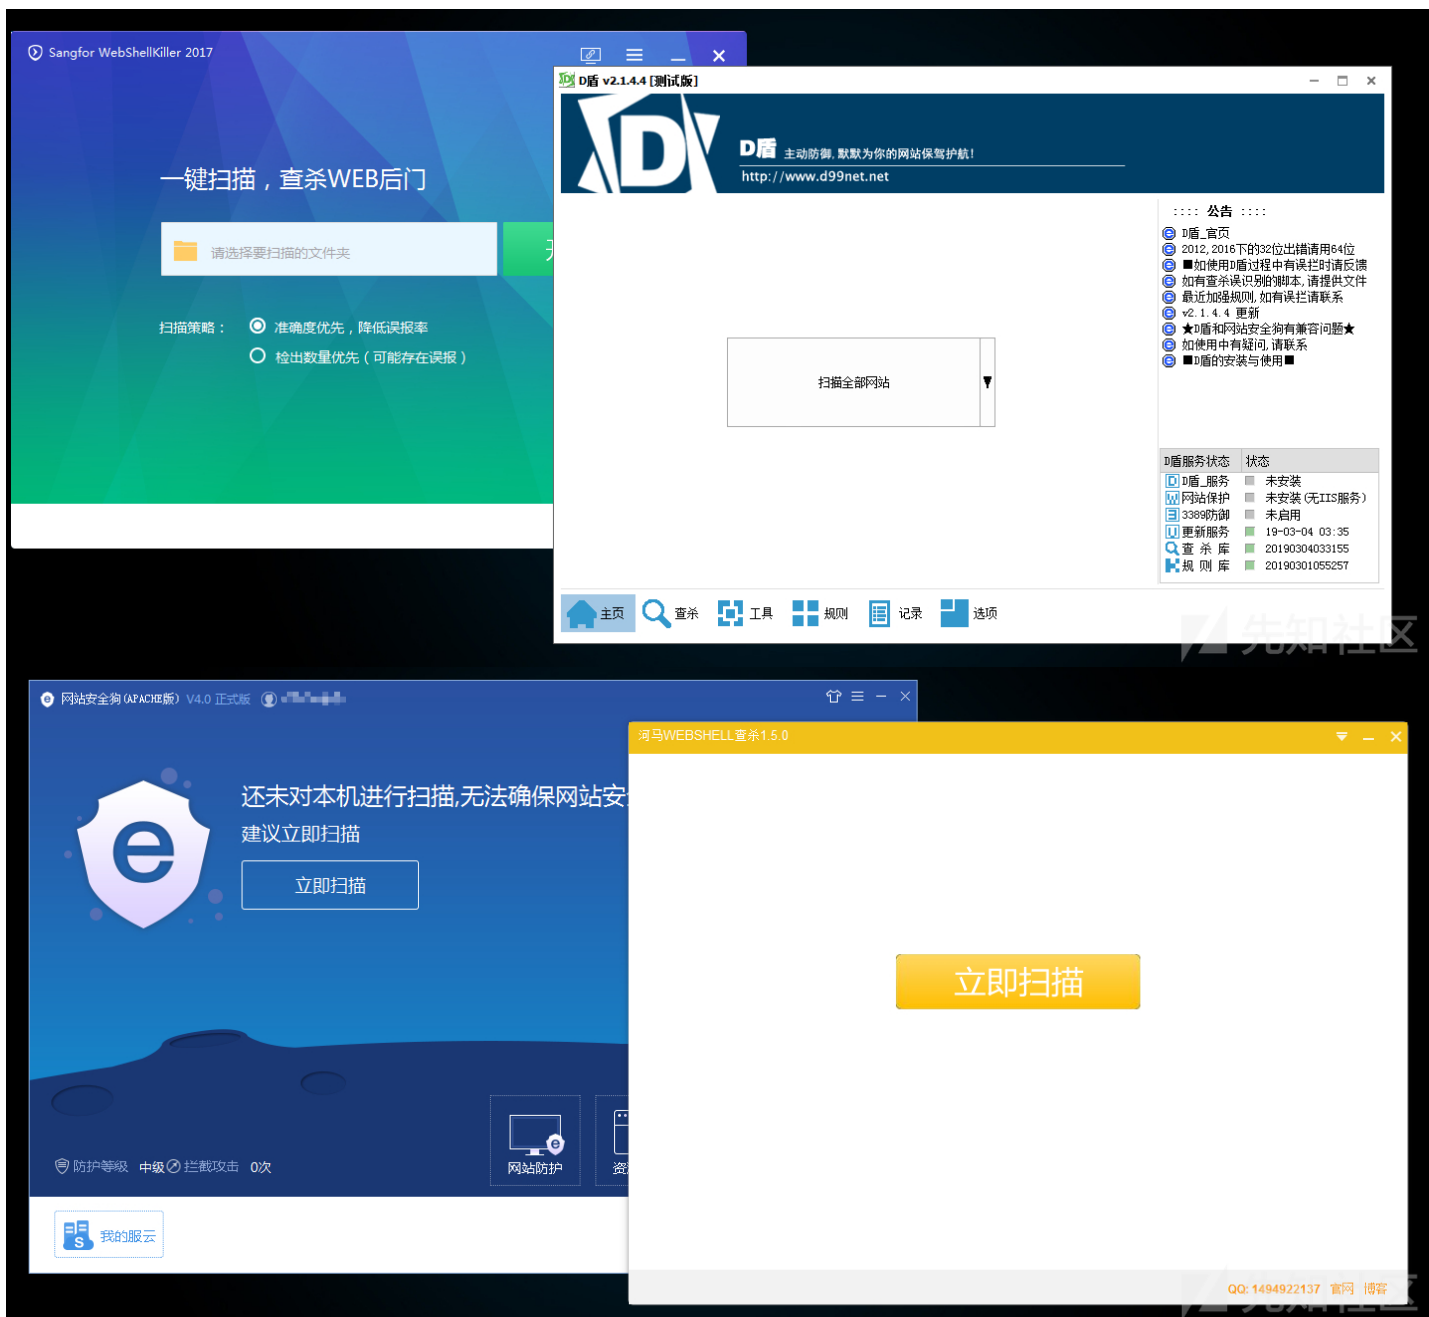 Sangfor WebShellKiller 2017
一键扫描，查杀WEB后门
请选择要扫描的文件夹
扫描策略：
准确度优先，降低误报率
检出数量优先（可能存在误报）
D盾 v2.1.4.4 [测试版]
D盾 主动防御,默默为你的网站保驾护航!
http://www.d99net.net
扫描全部网站
:::: 公告 ::::
D盾_官页
2012,2016下的32位出错请用64位
■如使用D盾过程中有误拦时请反馈
如有查杀误识别的脚本,请提供文件
最近加强规则,如有误拦请联系
v2.1.4.4 更新
★D盾和网站安全狗有兼容问题★
如使用中有疑问,请联系
■D盾的安装与使用■
D盾服务状态 状态
D盾_服务 未安装
网站保护 未安装(无IIS服务)
3389防御 未启用
更新服务 19-03-04 03:35
查 杀 库 20190304033155
规 则 库 20190301055257
主页 查杀 工具 规则 记录 选项
先知社区
网站安全狗(APACHE版) V4.0 正式版
还未对本机进行扫描,无法确保网站安
建议立即扫描
立即扫描
防护等级 中级 拦截攻击 0次
网站防护
资
我的服云
河马WEBSHELL查杀1.5.0
立即扫描
QQ: 1494922137 官网 博客
先知社区